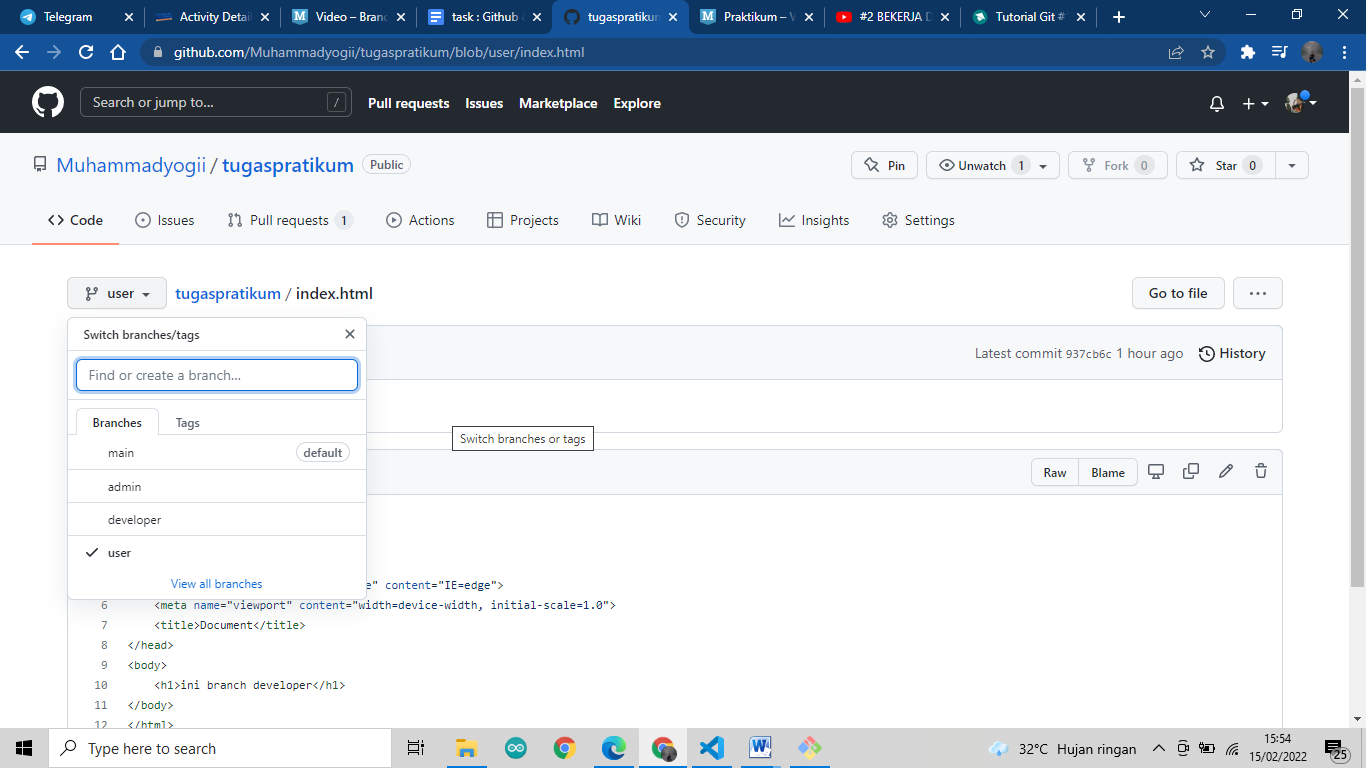 Telegram
Activity Detail
Video – Bran
task : Github
tugaspratikum
Praktikum – V
#2 BEKERJA D
Tutorial Git #
github.com/Muhammadyogii/tugaspratikum/blob/user/index.html
Search or jump to... /
Pull requests Issues Marketplace Explore
Muhammadyogii / tugaspratikum Public
Pin Unwatch 1 Fork 0 Star 0
Code Issues Pull requests 1 Actions Projects Wiki Security Insights Settings
user tugaspratikum / index.html Go to file
Switch branches/tags
Latest commit 937cb6c 1 hour ago History
Find or create a branch...
Branches Tags
Switch branches or tags
main default
Raw Blame
admin
developer
user
View all branches
e" content="IE=edge">
6 <meta name="viewport" content="width=device-width, initial-scale=1.0">
7 <title>Document</title>
8 </head>
9 <body>
10 <h1>ini branch developer</h1>
11 </body>
12 </html>
Type here to search
32°C Hujan ringan
15:54
15/02/2022
25